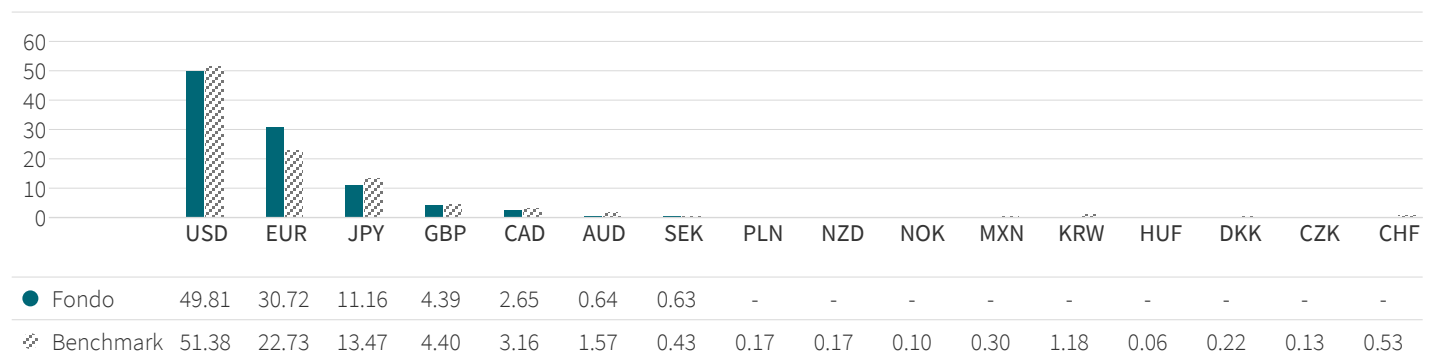 60
50
40
30
20
10
0
USD EUR JPY GBP CAD AUD SEK PLN NZD NOK MXN KRW HUF DKK CZK CHF
Fondo 49.81 30.72 11.16 4.39 2.65 0.64 0.63 - - - - - - - - -
Benchmark 51.38 22.73 13.47 4.40 3.16 1.57 0.43 0.17 0.17 0.10 0.30 1.18 0.06 0.22 0.13 0.53